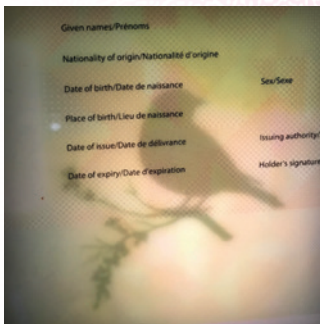 Given names/Prénoms
Nationality of origin/Nationalité d'origine
Date of birth/Date de naissance
Sex/Sexe
Place of birth/Lieu de naissance
Date of issue/Date de délivrance
Issuing authority/
Date of expiry/Date d'expiration
Holder's signature